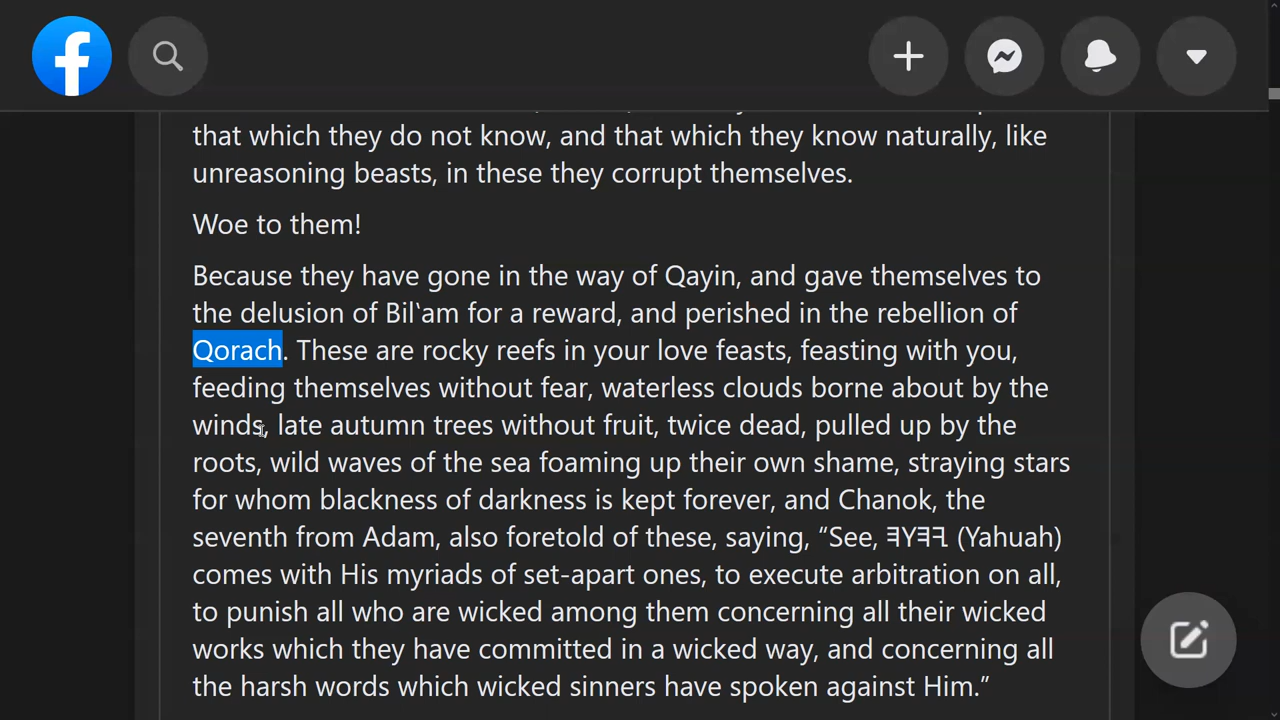 that which they do not know, and that which they know naturally, like
unreasoning beasts, in these they corrupt themselves.
Woe to them!
Because they have gone in the way of Qayin, and gave themselves to
the delusion of Bil‛am for a reward, and perished in the rebellion of
Qorach. These are rocky reefs in your love feasts, feasting with you,
feeding themselves without fear, waterless clouds borne about by the
winds, late autumn trees without fruit, twice dead, pulled up by the
roots, wild waves of the sea foaming up their own shame, straying stars
for whom blackness of darkness is kept forever, and Chanok, the
seventh from Adam, also foretold of these, saying, “See, 𐤉𐤄𐤅𐤄 (Yahuah)
comes with His myriads of set-apart ones, to execute arbitration on all,
to punish all who are wicked among them concerning all their wicked
works which they have committed in a wicked way, and concerning all
the harsh words which wicked sinners have spoken against Him.”